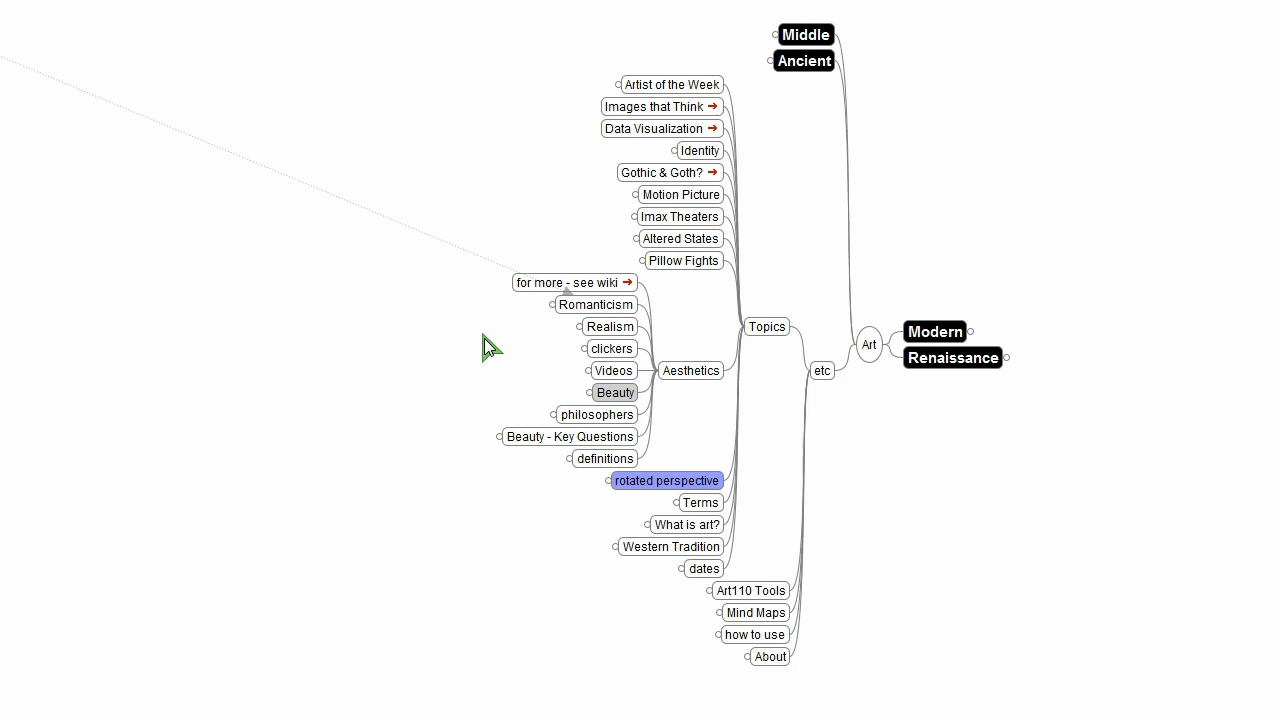 Middle
Ancient
Artist of the Week
Images that Think
Data Visualization
Identity
Gothic & Goth?
Motion Picture
Imax Theaters
Altered States
Pillow Fights
for more - see wiki
Romanticism
Realism
clickers
Videos
Aesthetics
Beauty
philosophers
Beauty - Key Questions
definitions
rotated perspective
Terms
What is art?
Western Tradition
dates
Topics
Art110 Tools
Mind Maps
how to use
About
etc
Art
Modern
Renaissance